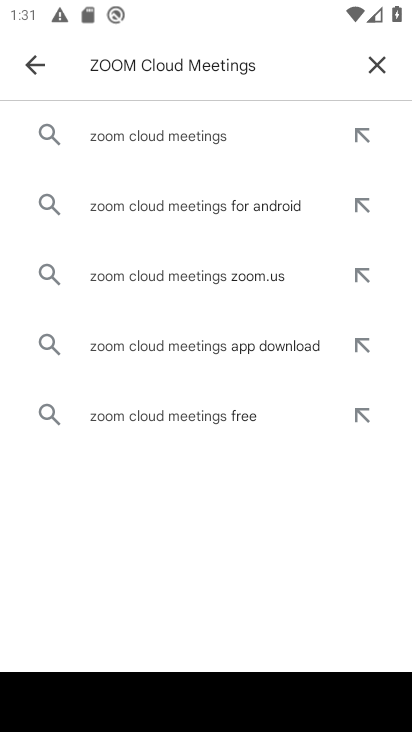 1:31
ZOOM Cloud Meetings
zoom cloud meetings
zoom cloud meetings for android
zoom cloud meetings zoom.us
zoom cloud meetings app download
zoom cloud meetings free